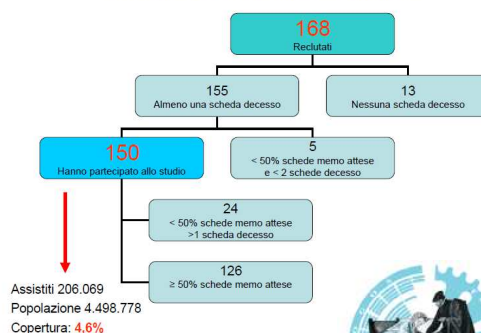 168
Reclutati
155
Almeno una scheda decesso
13
Nessuna scheda decesso
150
Hanno partecipato allo studio
5
< 50% schede memo attese
e < 2 schede decesso
24
< 50% schede memo attese
>1 scheda decesso
126
≥ 50% schede memo attese
Assistiti 206.069
Popolazione 4.498.778
Copertura: 4.6%